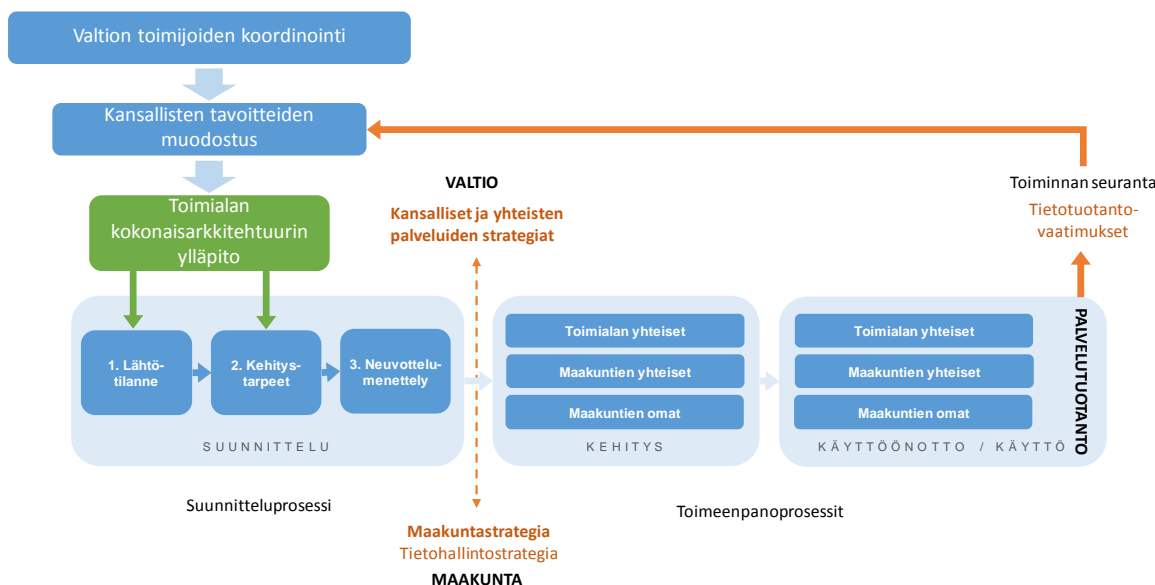 Valtion toimijoiden koordinointi
Kansallisten tavoitteiden
muodostus
Toimialan
kokonaisarkkitehtuurin
ylläpito
VALTIO
Kansalliset ja yhteisten
palveluiden strategiat
Toiminnan seuranta
Tietotuotanto-
vaatimukset
1. Lähtö-
tilanne
2. Kehitys-
tarpeet
3. Neuvottelu-
menettely
SUUNNITTELU
Toimialan yhteiset
Maakuntien yhteiset
Maakuntien omat
KEHITYS
Toimialan yhteiset
Maakuntien yhteiset
Maakuntien omat
KÄYTTÖÖNOTTO / KÄYTTÖ
PALVELUTUOTANTO
Suunnitteluprosessi
Toimeenpanoprosessit
Maakuntastrategia
Tietohallintostrategia
MAAKUNTA